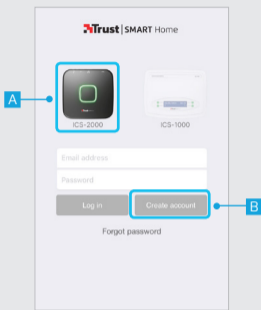 Trust | SMART Home
A
ICS-2000
ICS-1000
Email address
Password
Log in
Create account
B
Forgot password